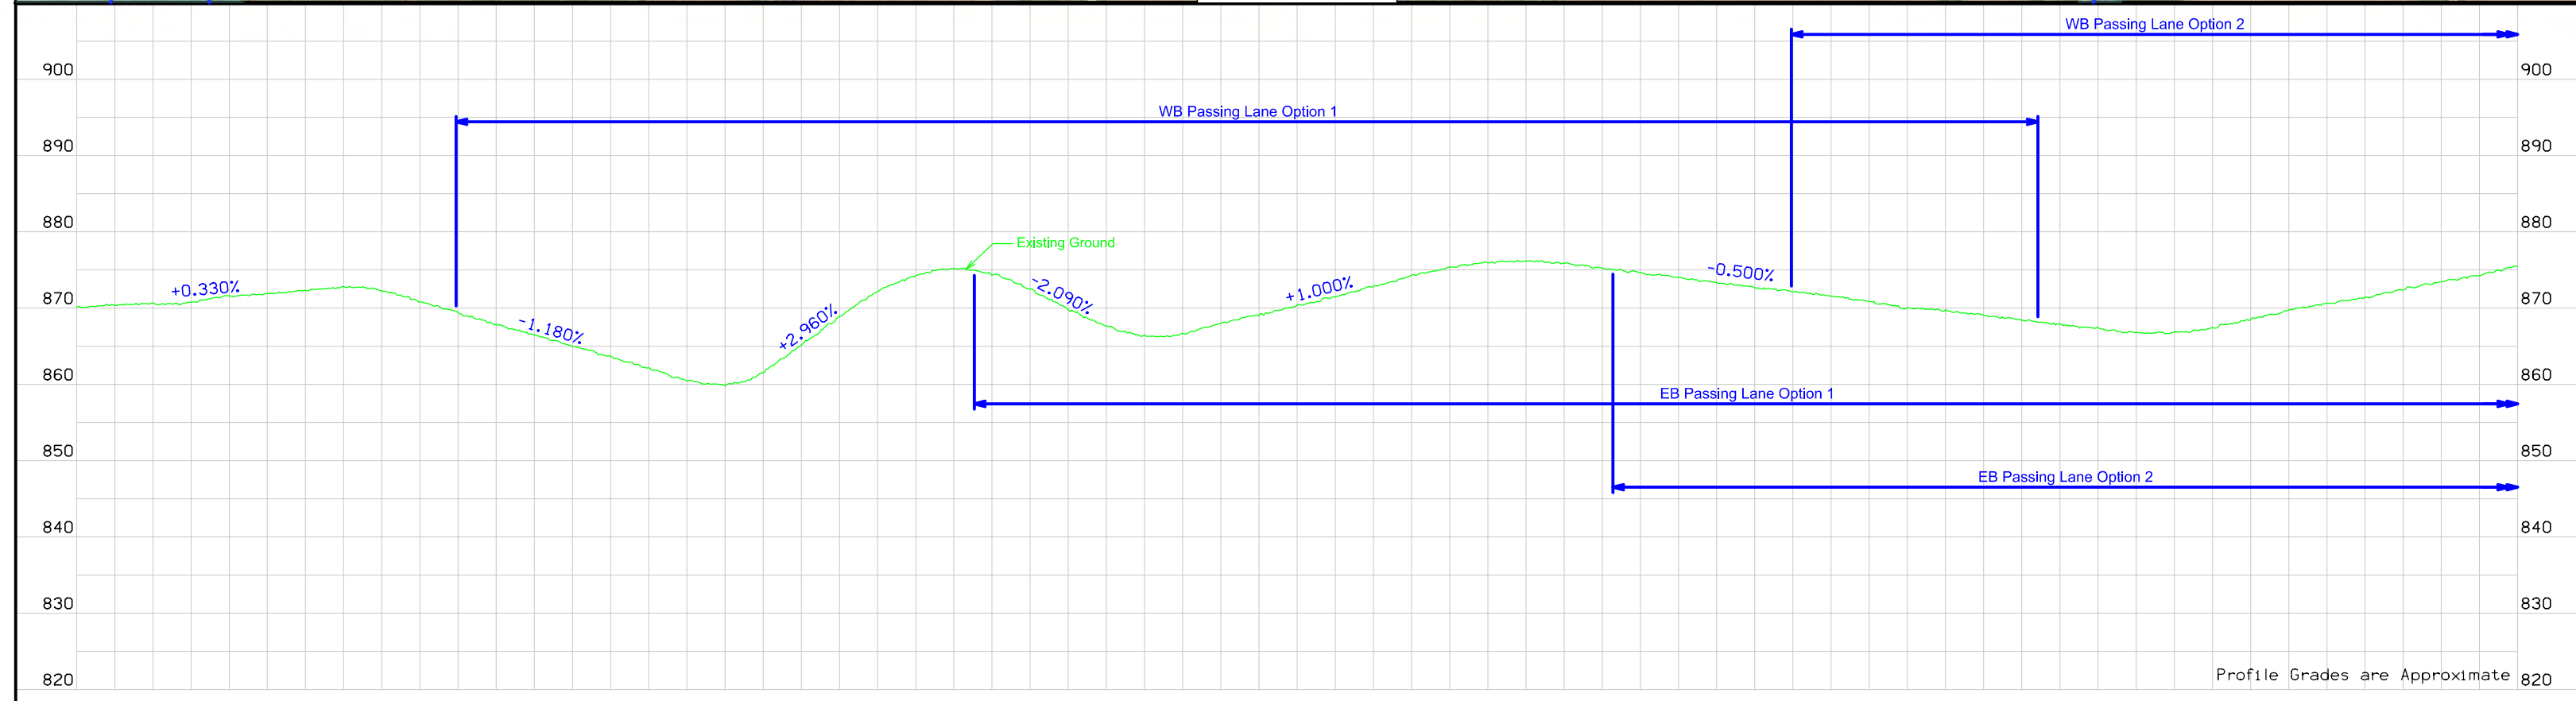 WB Passing Lane Option 2
900 900
WB Passing Lane Option 1
890 890
880 880
Existing Ground
+0.330%
-1.180%
+2.960%
-2.090%
+1.000%
-0.500%
870 870
860 860
EB Passing Lane Option 1
850 850
EB Passing Lane Option 2
840 840
830 830
820 820
Profile Grades are Approximate